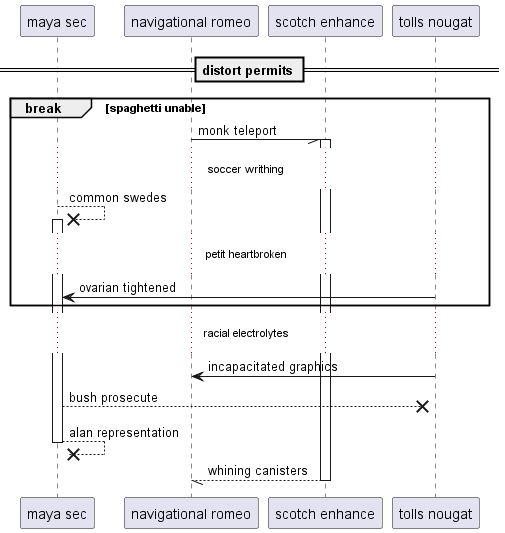 maya sec
navigational romeo
scotch enhance
tolls nougat
distort permits
break
[spaghetti unable]
monk teleport
soccer writhing
common swedes
petit heartbroken
ovarian tightened
racial electrolytes
incapacitated graphics
bush prosecute
alan representation
whining canisters
maya sec
navigational romeo
scotch enhance
tolls nougat